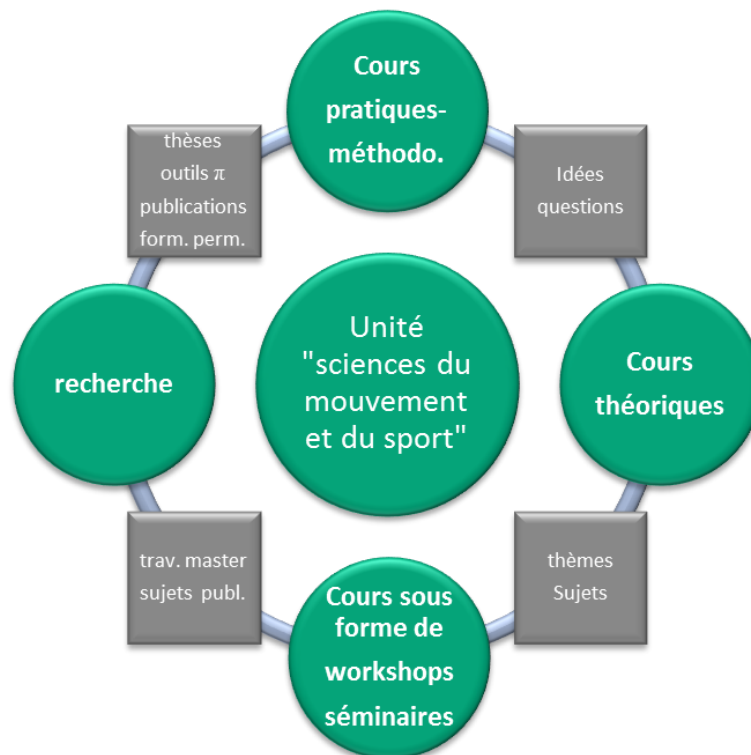 Cours
pratiques-
méthodo.
thèses
outils π
publications
form. perm.
Idées
questions
recherche
Unité
"sciences du
mouvement
et du sport"
Cours
théoriques
trav. master
sujets publ.
thèmes
Sujets
Cours sous
forme de
workshops
séminaires